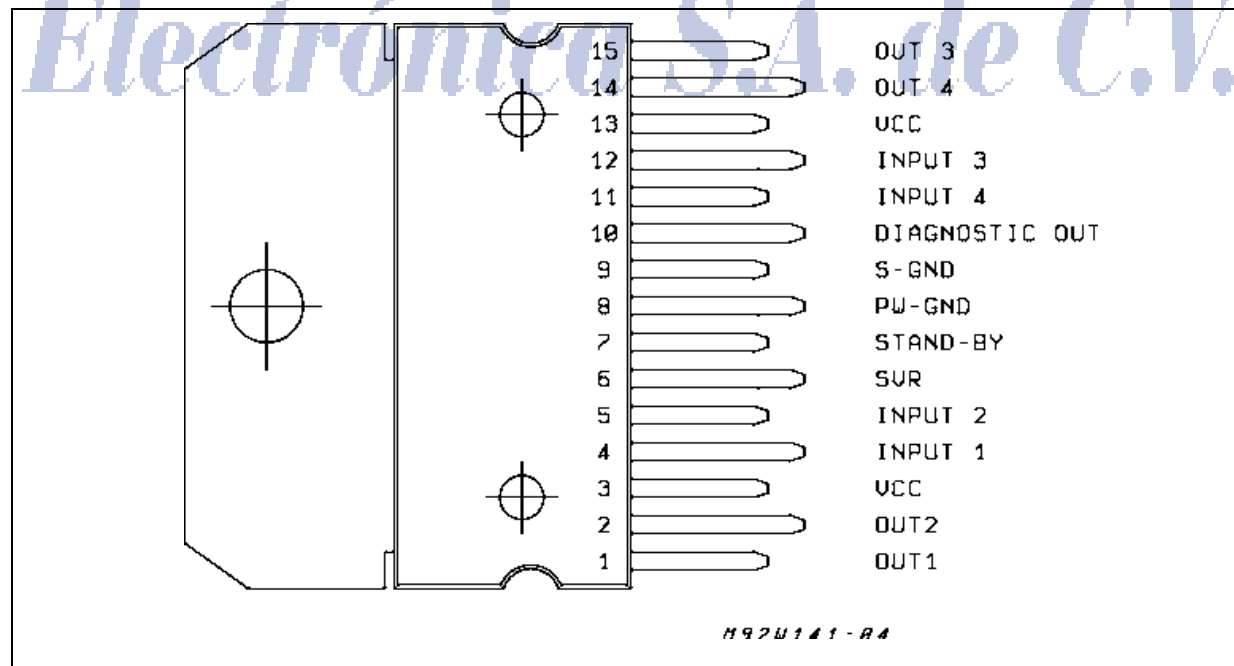 Electrónica S.A. de C.V.
15 OUT 3
14 OUT 4
13 VCC
12 INPUT 3
11 INPUT 4
10 DIAGNOSTIC OUT
9 S-GND
8 PW-GND
7 STAND-BY
6 SVR
5 INPUT 2
4 INPUT 1
3 VCC
2 OUT2
1 OUT1